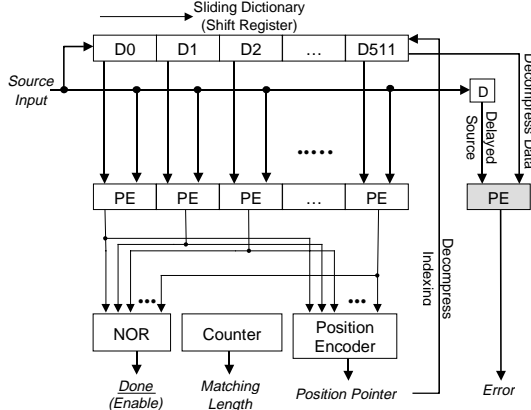 Sliding Dictionary
(Shift Register)
D0 D1 D2 ... D511
Source
Input
D
Delayed
Source
Decompress Data
.....
PE PE PE ... PE
PE
Decompress
Indexing
... ...
NOR
Counter
Position
Encoder
Done
(Enable)
Matching
Length
Position Pointer
Error